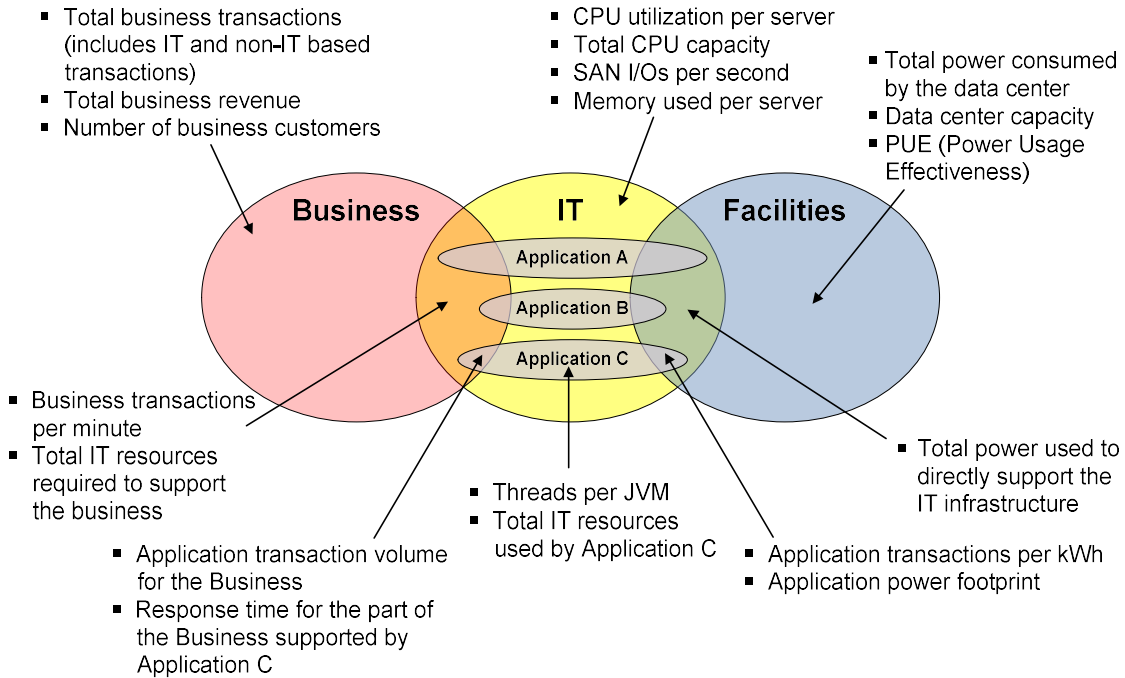 ▪ Total business transactions
(includes IT and non-IT based
transactions)
▪ Total business revenue
▪ Number of business customers
▪ CPU utilization per server
▪ Total CPU capacity
▪ SAN I/Os per second
▪ Memory used per server
▪ Total power consumed
by the data center
▪ Data center capacity
▪ PUE (Power Usage
Effectiveness)
Business
IT
Facilities
Application A
Application B
Application C
▪ Business transactions
per minute
▪ Total IT resources
required to support
the business
▪ Application transaction volume
for the Business
▪ Response time for the part of
the Business supported by
Application C
▪ Threads per JVM
▪ Total IT resources
used by Application C
▪ Application transactions per kWh
▪ Application power footprint
▪ Total power used to
directly support the
IT infrastructure